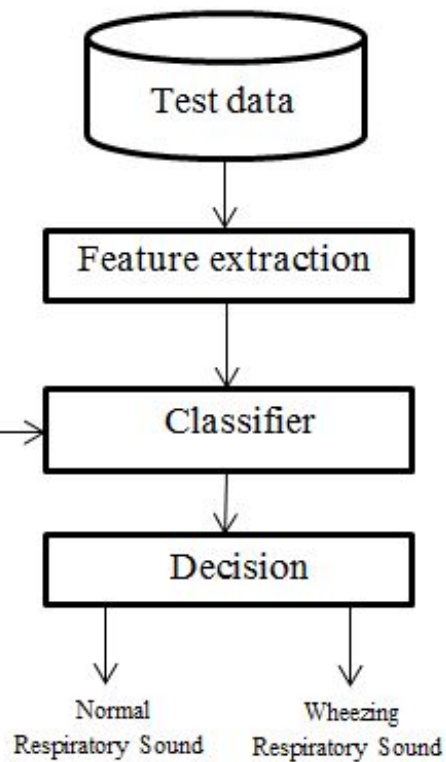 Test data
Feature extraction
Classifier
Decision
Normal
Respiratory Sound
Wheezing
Respiratory Sound